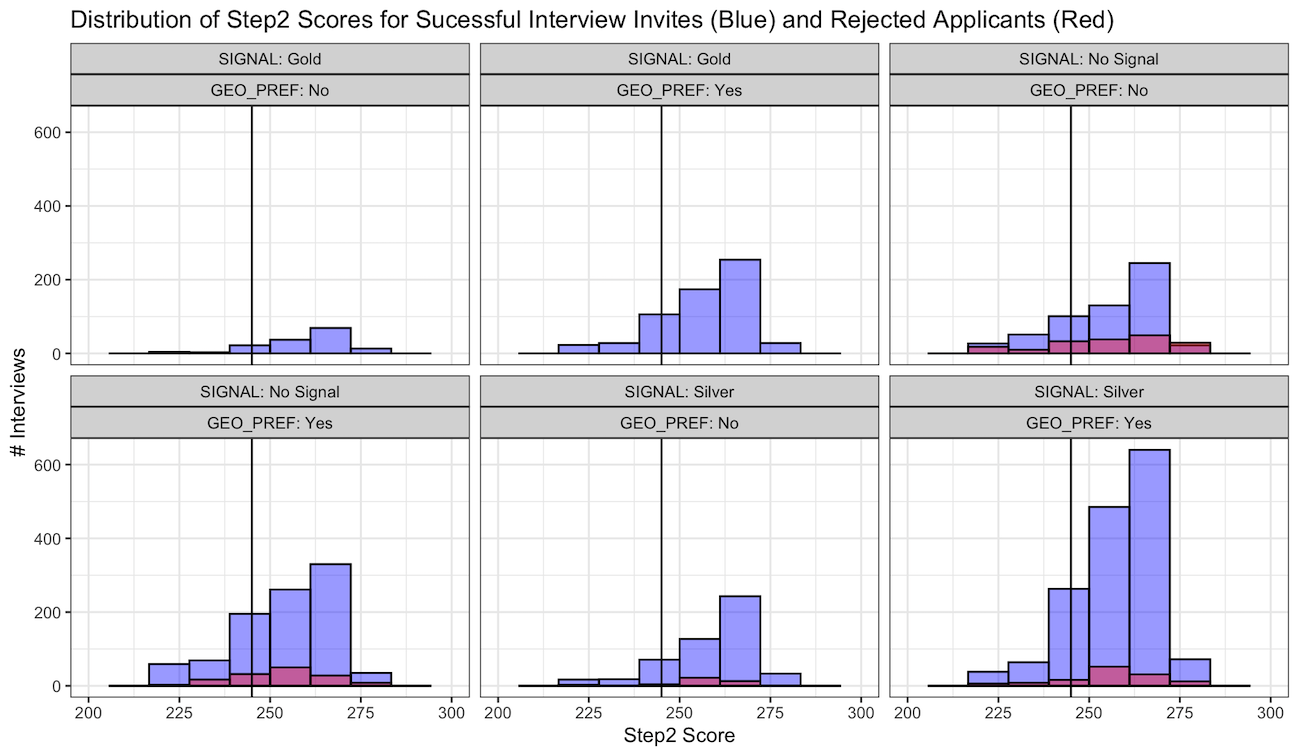 Distribution of Step2 Scores for Sucessful Interview Invites (Blue) and Rejected Applicants (Red)
SIGNAL: Gold
GEO_PREF: No
SIGNAL: Gold
GEO_PREF: Yes
SIGNAL: No Signal
GEO_PREF: No
600
400
200
0
# Interviews
SIGNAL: No Signal
GEO_PREF: Yes
SIGNAL: Silver
GEO_PREF: No
SIGNAL: Silver
GEO_PREF: Yes
600
400
200
0
200 225 250 275 300
200 225 250 275 300
200 225 250 275 300
Step2 Score